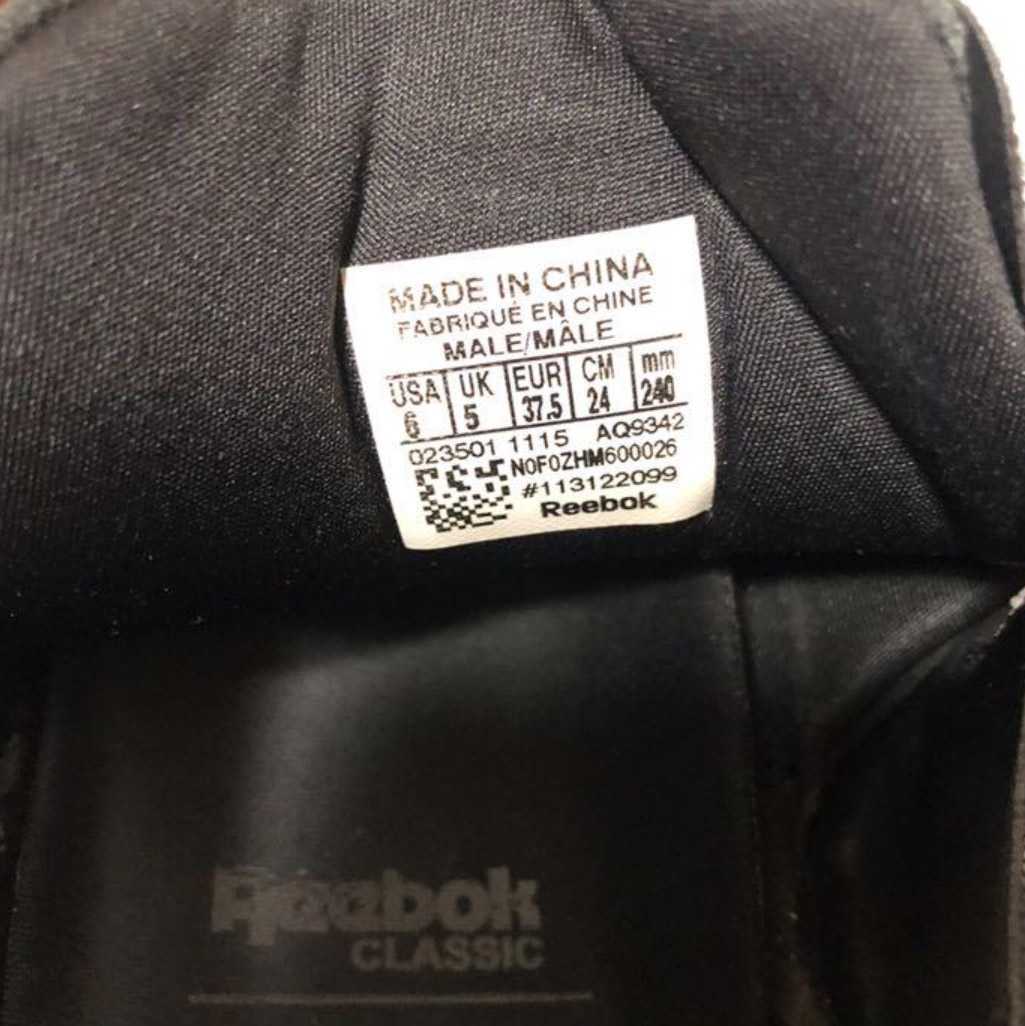 MADE IN CHINA
FABRIQUÉ EN CHINE
MALE/MÂLE
USA UK EUR CM mm
6 5 37.5 24 240
023501 1115 AQ9342
N0F0ZHM600026
#113122099
Reebok
Reebok
CLASSIC